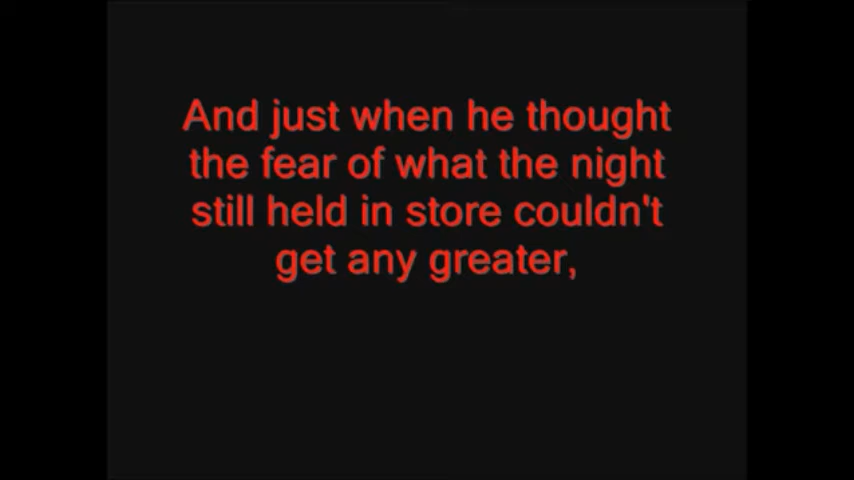 And just when he thought
the fear of what the night
still held in store couldn't
get any greater,